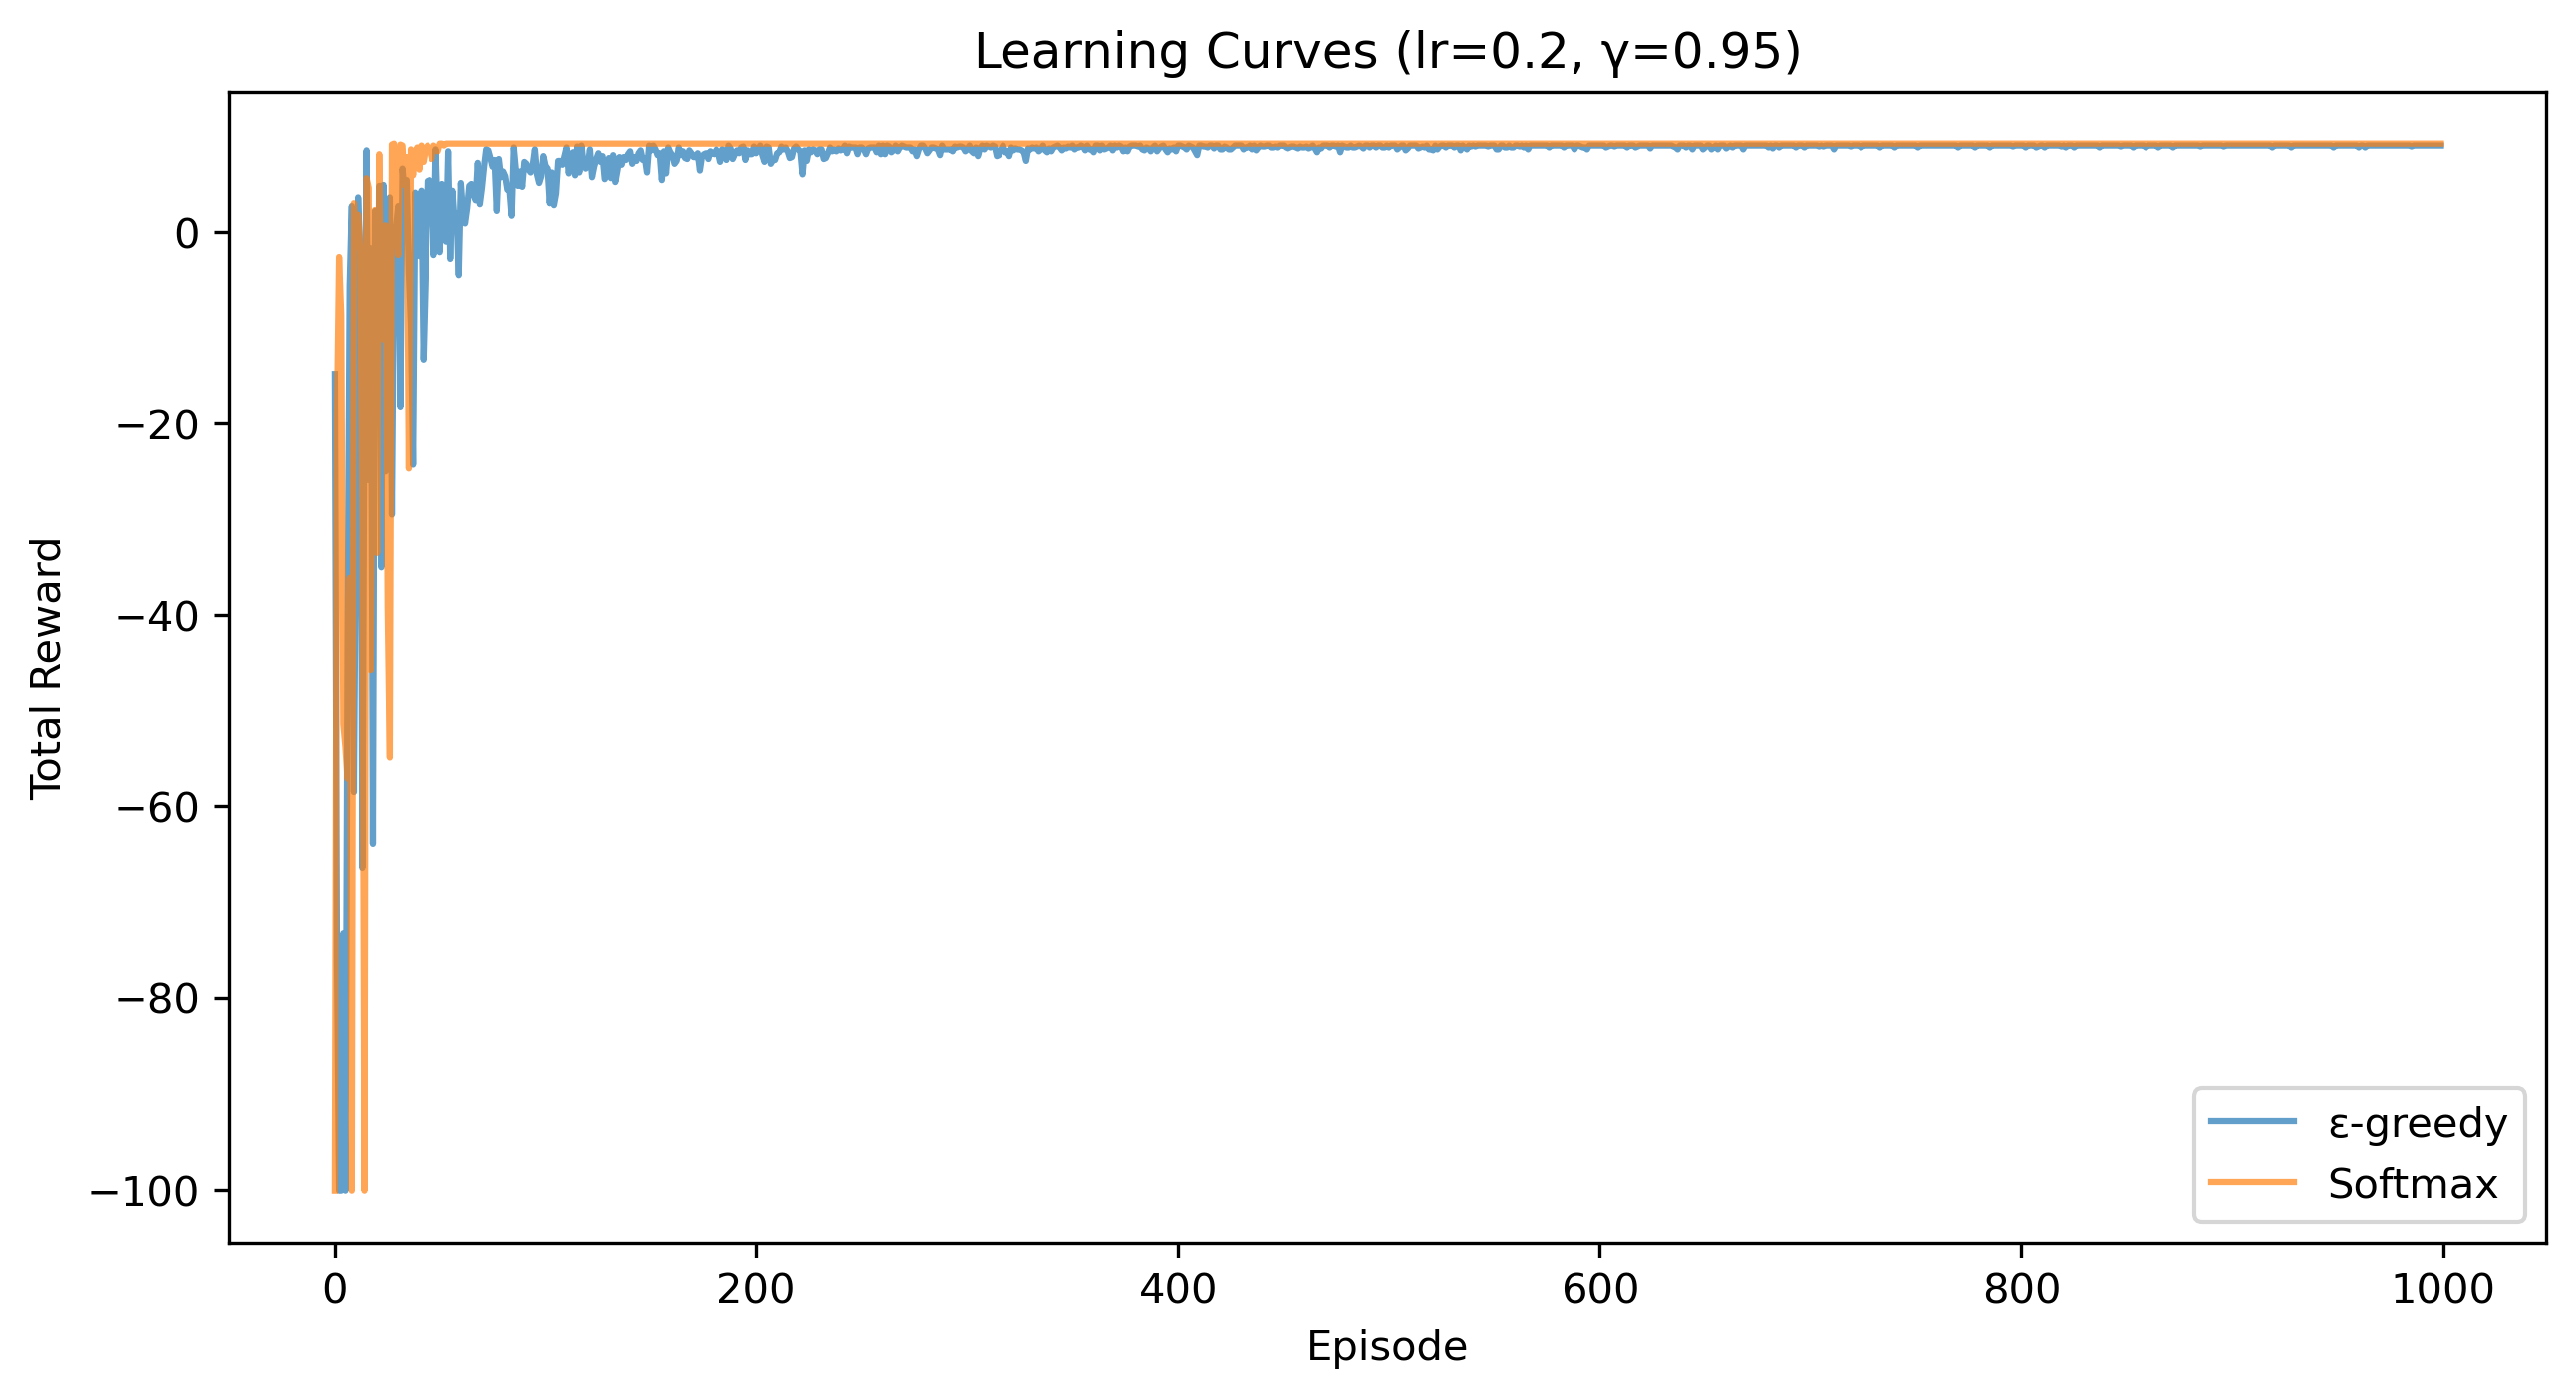 Learning Curves (lr=0.2, γ=0.95)
Total Reward
0
−20
−40
−60
−80
−100
0
200
400
600
800
1000
Episode
ε-greedy
Softmax